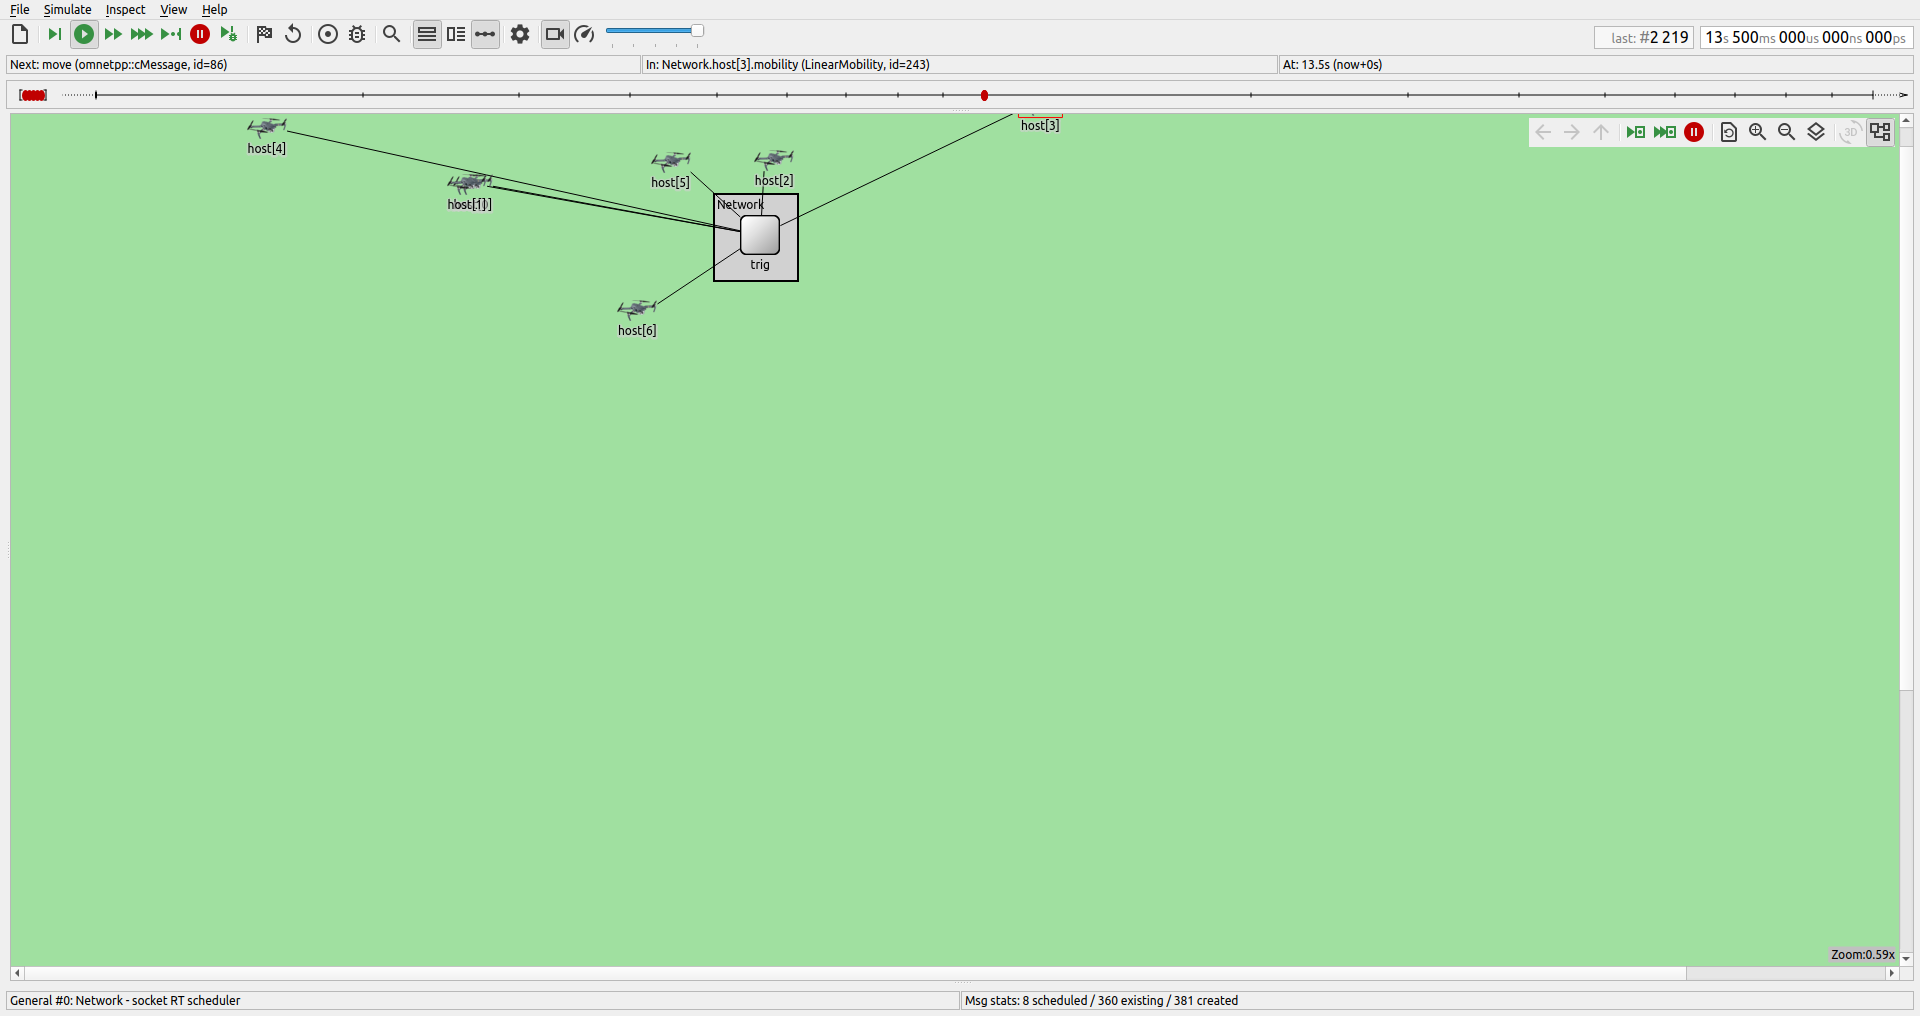 File Simulate Inspect View Help
last: #2 219 13s 500ms 000us 000ns 000ps
Next: move (omnetpp::cMessage, id=86) In: Network.host[3].mobility (LinearMobility, id=243) At: 13.5s (now+0s)
host[3]
3D
host[4]
host[5]
host[2]
host[1]
Network
trig
host[6]
Zoom:0.59x
General #0: Network - socket RT scheduler Msg stats: 8 scheduled / 360 existing / 381 created